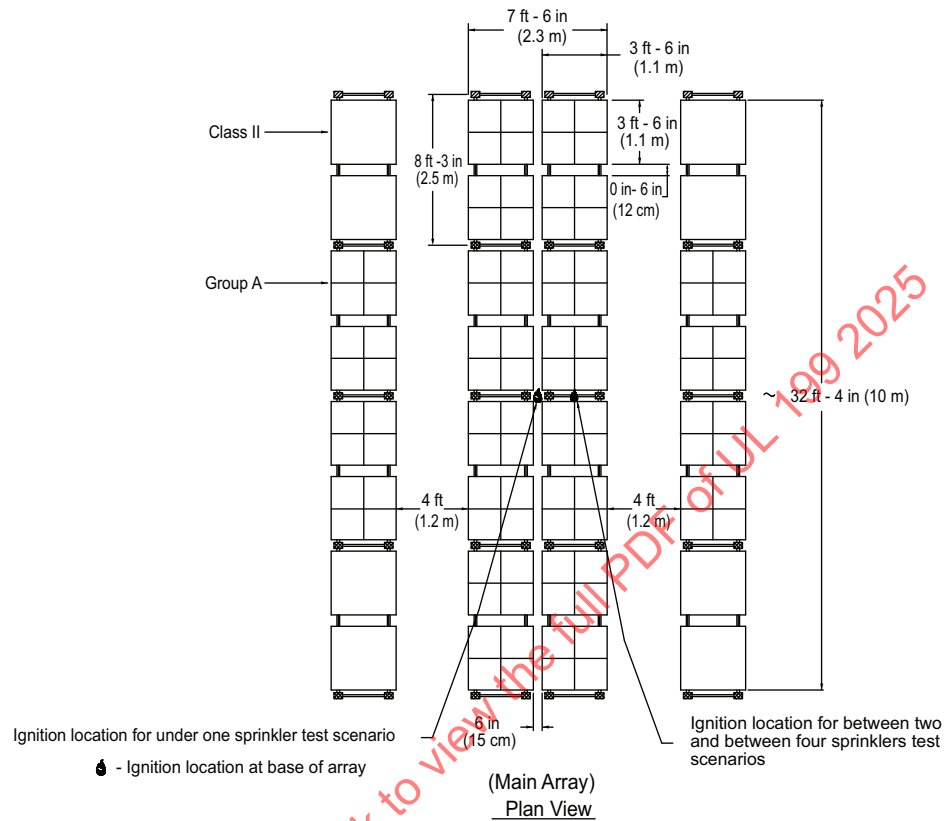 7 ft - 6 in
(2.3 m)
3 ft - 6 in
(1.1 m)
Class II
3 ft - 6 in
(1.1 m)
8 ft -3 in
(2.5 m)
0 in- 6 in
(12 cm)
Group A
~ 32 ft - 4 in (10 m)
4 ft
(1.2 m)
4 ft
(1.2 m)
6 in
(15 cm)
Ignition location for under one sprinkler test scenario
- Ignition location at base of array
Ignition location for between two
and between four sprinklers test
scenarios
(Main Array)
Plan View
k to view the full PDF of UL 199 2025